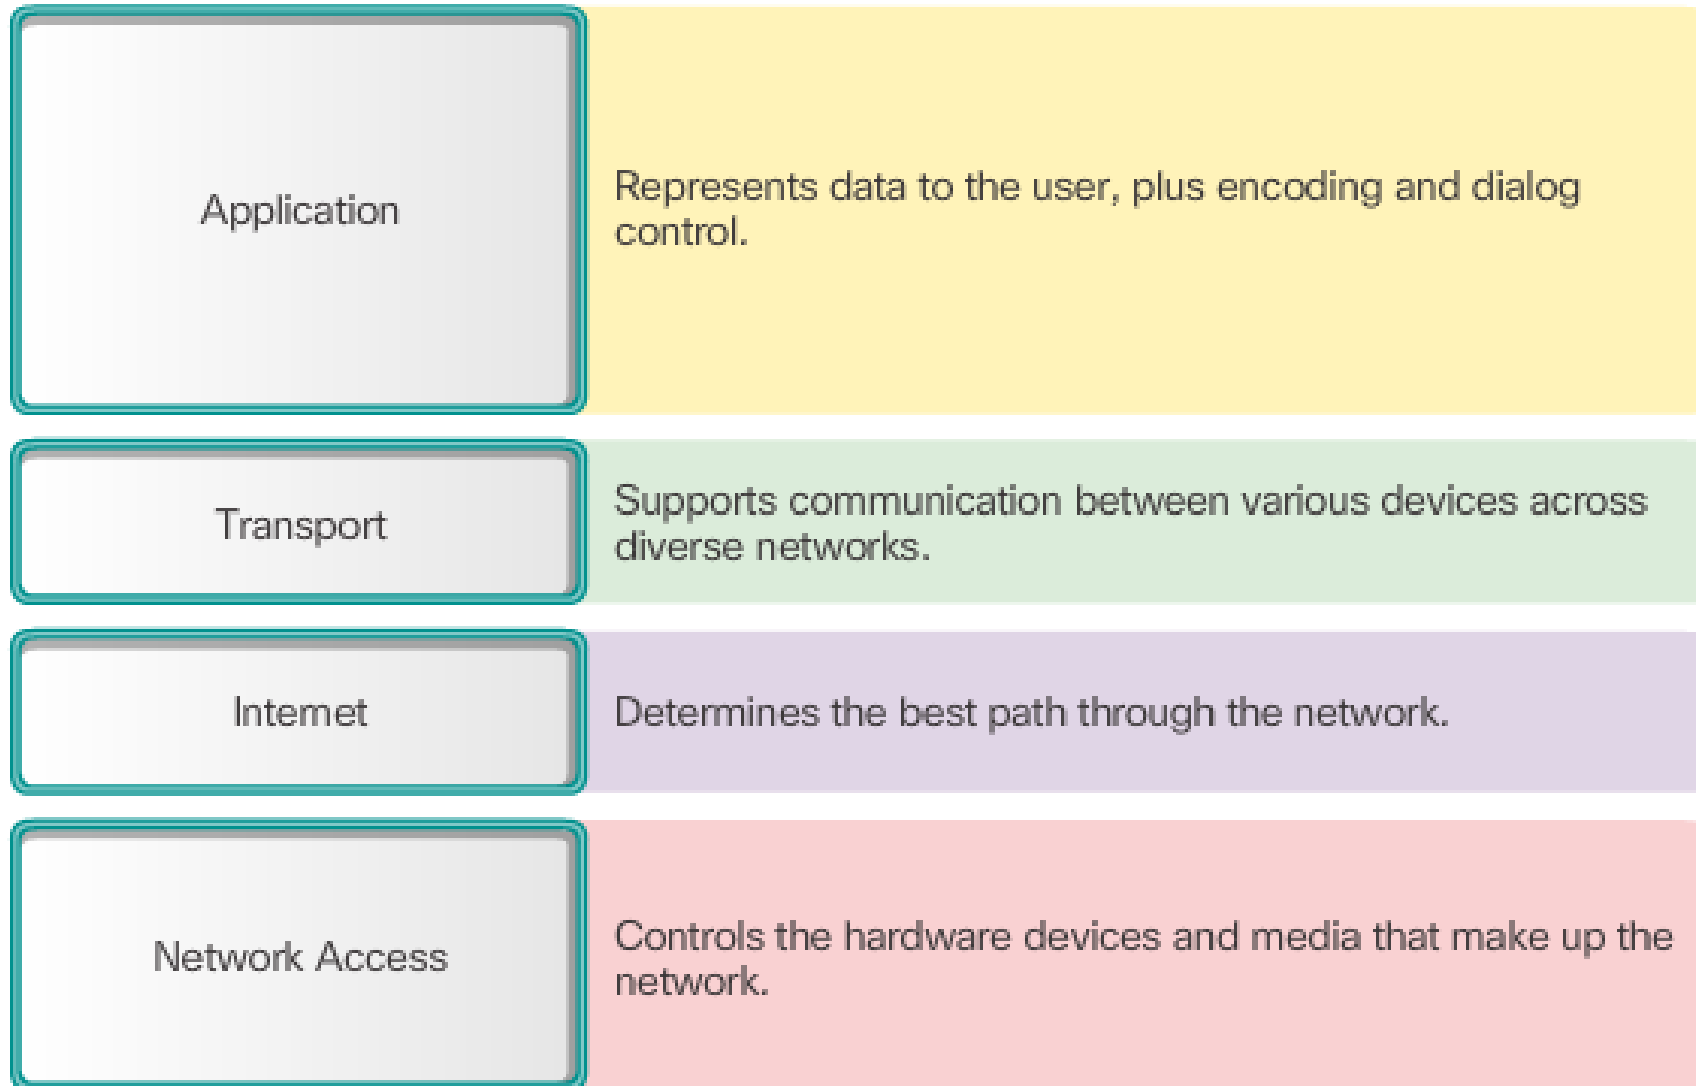 Application
Represents data to the user, plus encoding and dialog
control.
Transport
Supports communication between various devices across
diverse networks.
Internet
Determines the best path through the network.
Network Access
Controls the hardware devices and media that make up the
network.